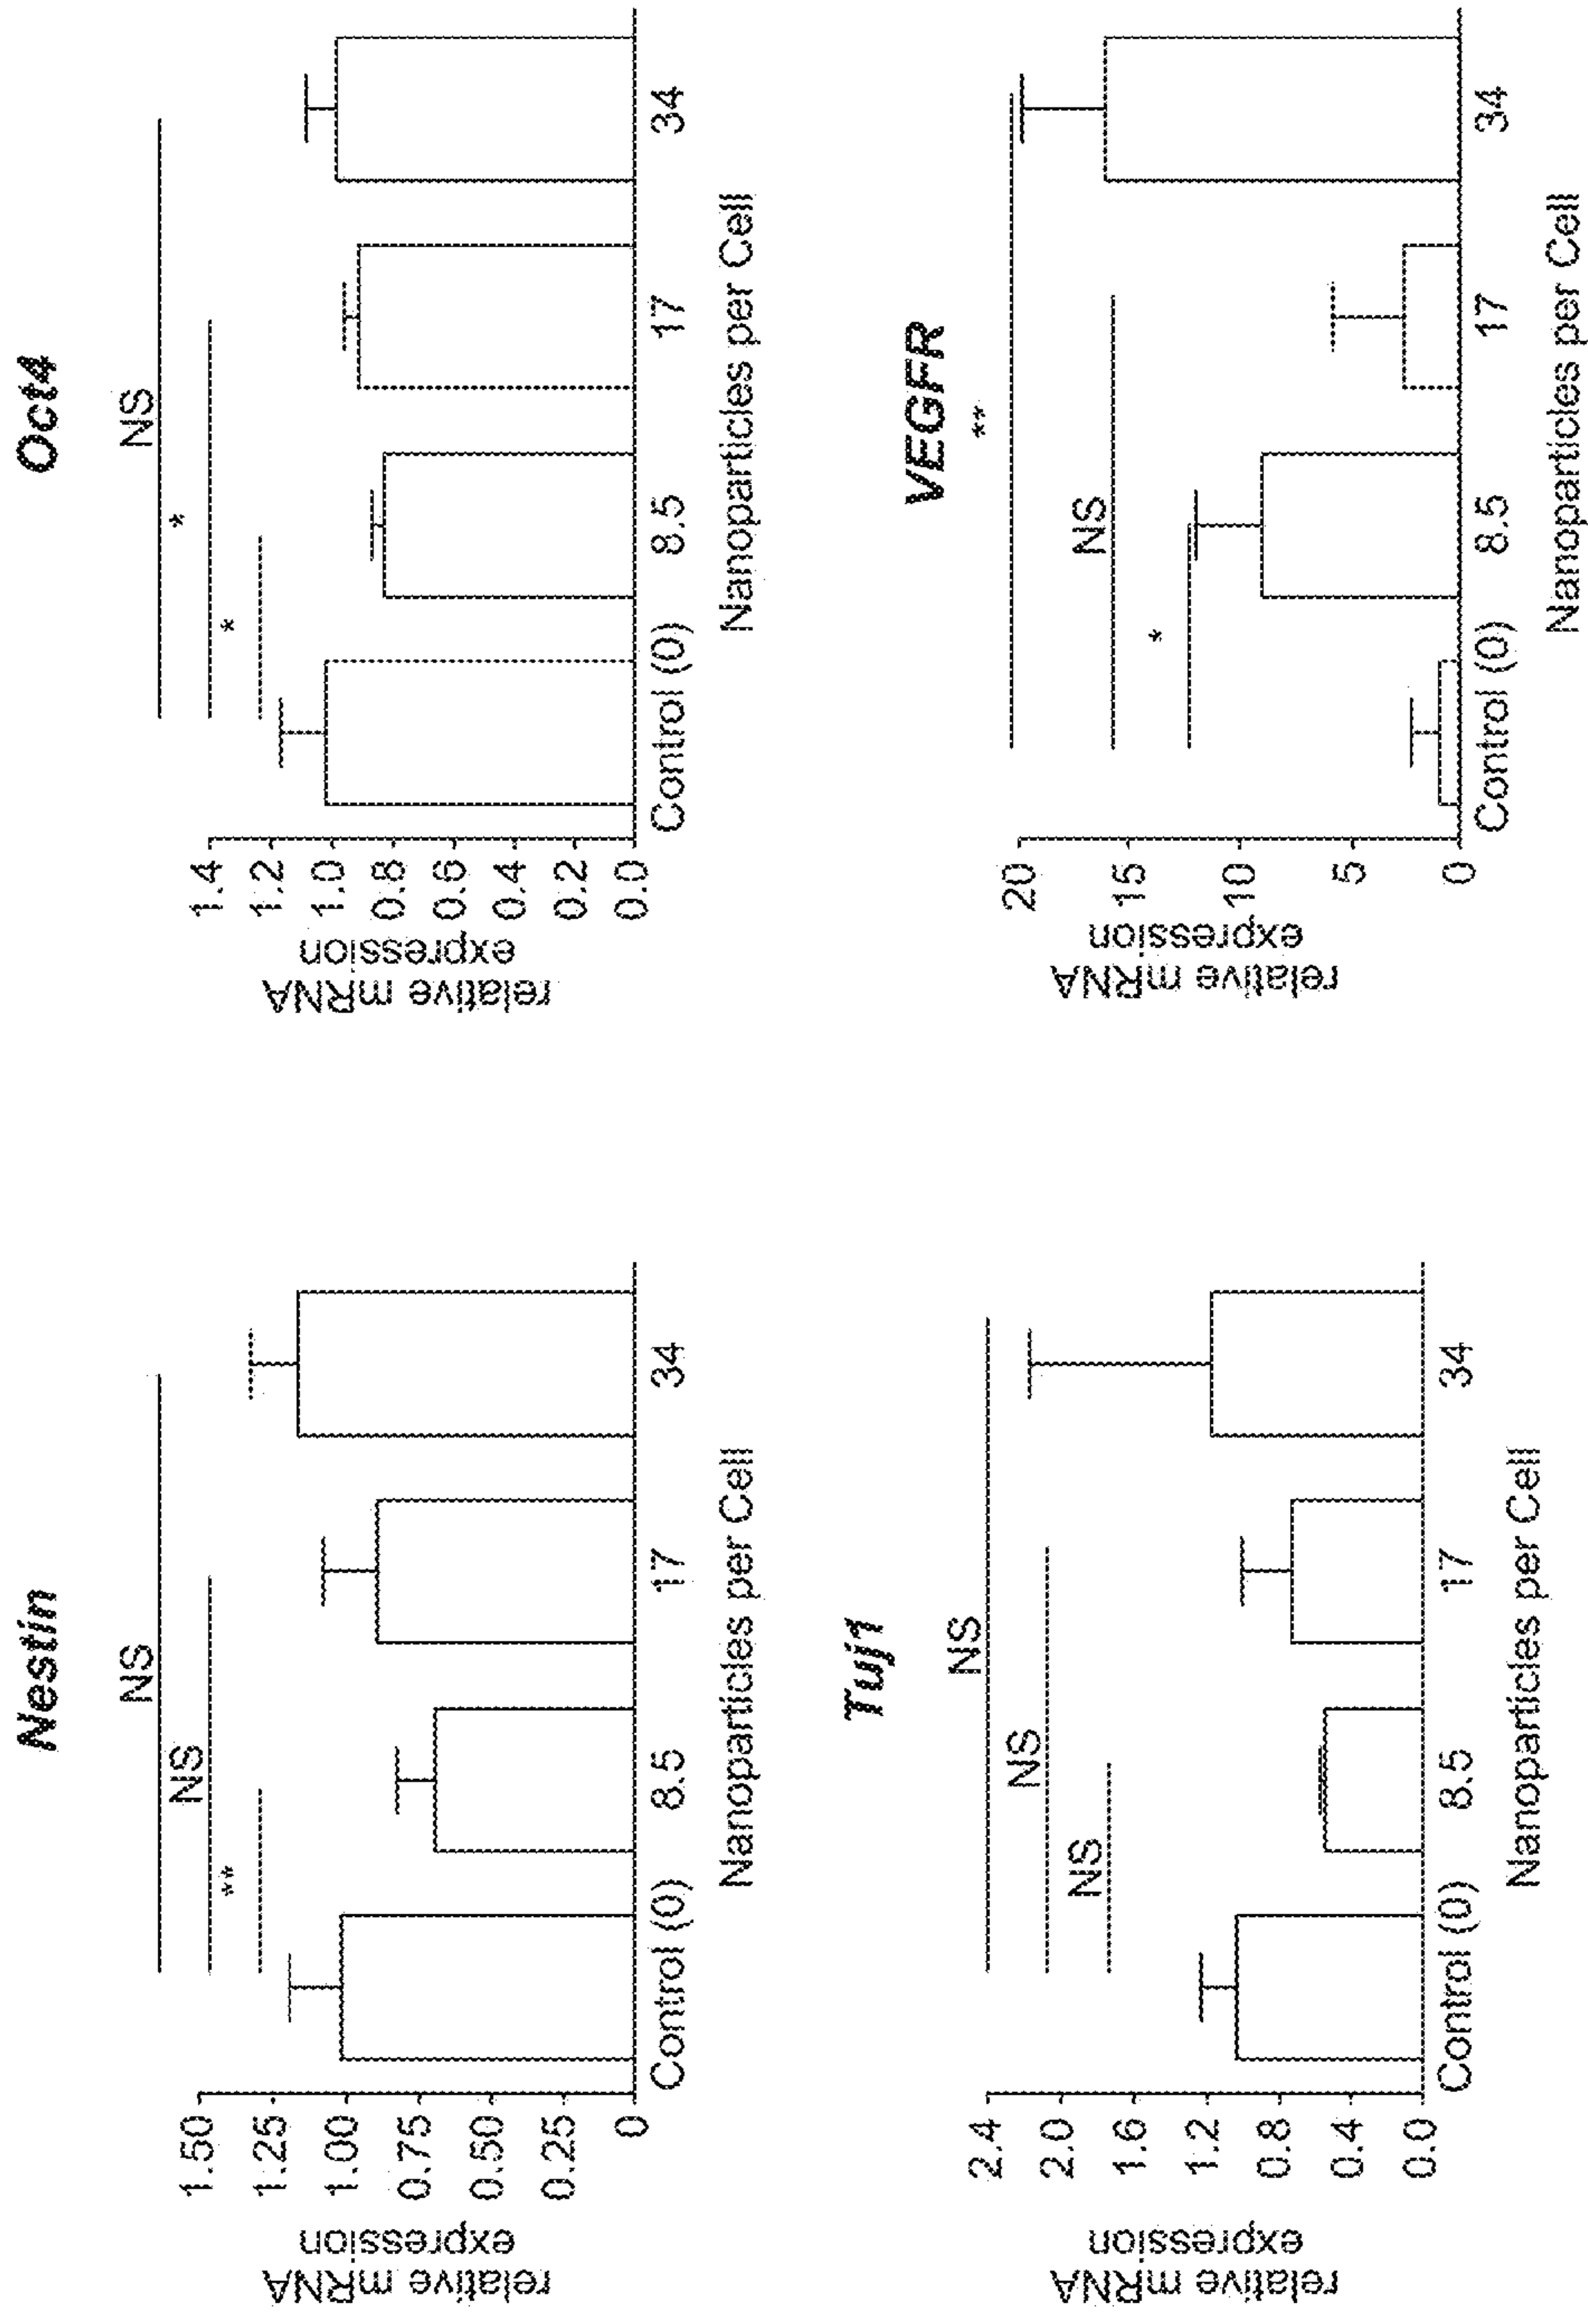 Nestin
NS
NS
**
1.50
1.25
1.00
0.75
0.50
0.25
0
relative mRNA
expression
Control (0) 8.5 17 34
Nanoparticles per Cell
Oct4
NS
*
*
1.4
1.2
1.0
0.8
0.6
0.4
0.2
0.0
relative mRNA
expression
Control (0) 8.5 17 34
Nanoparticles per Cell
Tuj1
NS
NS
NS
2.4
2.0
1.6
1.2
0.8
0.4
0.0
relative mRNA
expression
Control (0) 8.5 17 34
Nanoparticles per Cell
VEGFR
**
NS
*
20
15
10
5
0
relative mRNA
expression
Control (0) 8.5 17 34
Nanoparticles per Cell